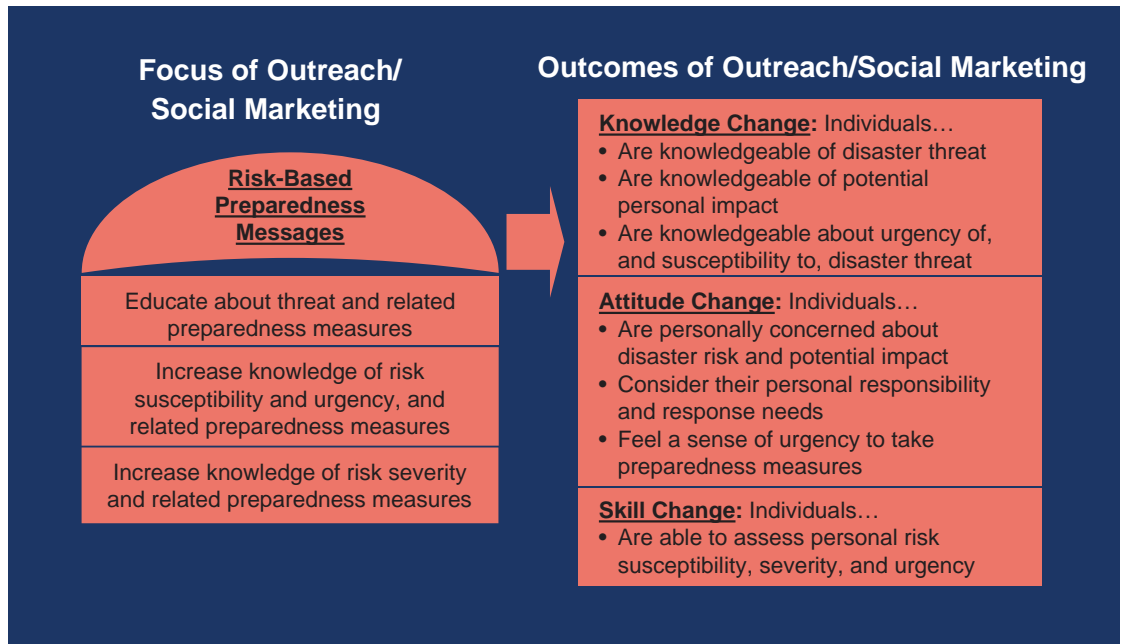 Focus of Outreach/
Social Marketing
Risk-Based
Preparedness
Messages
Educate about threat and related
preparedness measures
Increase knowledge of risk
susceptibility and urgency, and
related preparedness measures
Increase knowledge of risk severity
and related preparedness measures
Outcomes of Outreach/Social Marketing
Knowledge Change: Individuals…
• Are knowledgeable of disaster threat
• Are knowledgeable of potential
personal impact
• Are knowledgeable about urgency of,
and susceptibility to, disaster threat
Attitude Change: Individuals…
• Are personally concerned about
disaster risk and potential impact
• Consider their personal responsibility
and response needs
• Feel a sense of urgency to take
preparedness measures
Skill Change: Individuals…
• Are able to assess personal risk
susceptibility, severity, and urgency